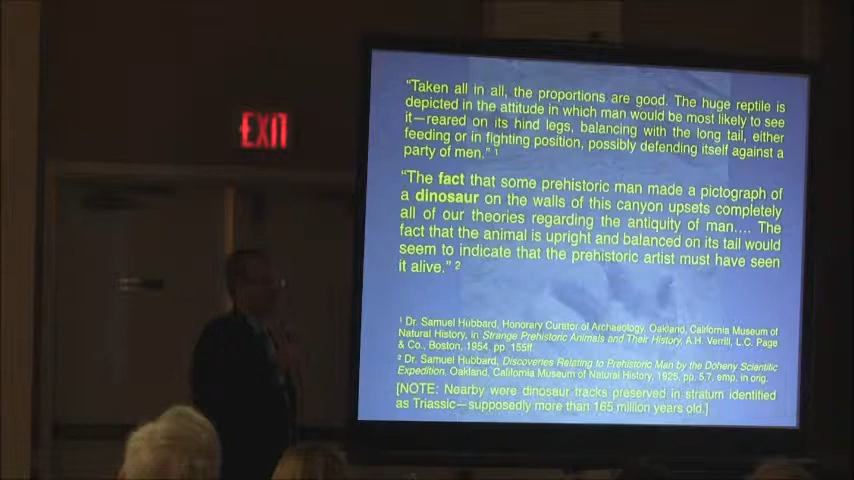 EXIT
“Taken all in all, the proportions are good. The huge reptile is
depicted in the attitude in which man would be most likely to see
it—reared on its hind legs, balancing with the long tail, either
feeding or in fighting position, possibly defending itself against a
party of men.” 1
“The fact that some prehistoric man made a pictograph of
a dinosaur on the walls of this canyon upsets completely
all of our theories regarding the antiquity of man.... The
fact that the animal is upright and balanced on its tail would
seem to indicate that the prehistoric artist must have seen
it alive.” 2
1 Dr. Samuel Hubbard, Honorary Curator of Archaeology, Oakland, California Museum of
Natural History, in Strange Prehistoric Animals and Their History, A.H. Verrill, L.C. Page
& Co., Boston, 1954, pp. 155ff.
2 Dr. Samuel Hubbard, Discoveries Relating to Prehistoric Man by the Doheny Scientific
Expedition, Oakland, California Museum of Natural History, 1925, pp. 5,7, emp. in orig.
[NOTE: Nearby were dinosaur tracks preserved in stratum identified
as Triassic—supposedly more than 165 million years old.]